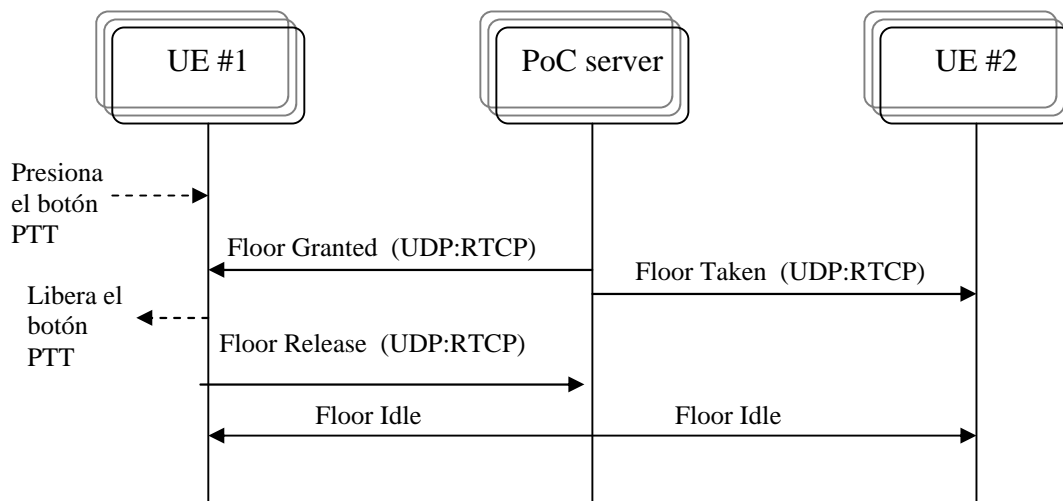 UE #1
PoC server
UE #2
Presiona
el botón
PTT
Floor Granted (UDP:RTCP)
Floor Taken (UDP:RTCP)
Libera el
botón
PTT
Floor Release (UDP:RTCP)
Floor Idle
Floor Idle